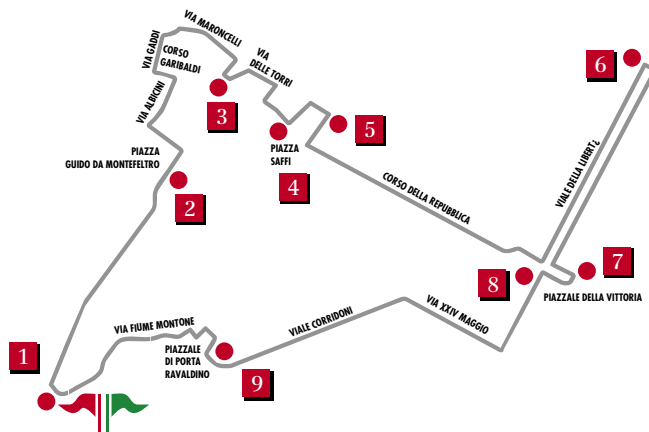 VIA MARONCELLI
VIA GADDI
CORSO
GARIBALDI
VIA
DELLE TORRI
6
3
VIA ALBICINI
5
PIAZZA
SAFFI
PIAZZA
GUIDO DA MONTEFELTRO
4
2
CORSO DELLA REPUBBLICA
VIALE DELLA LIBERT¿
7
8
PIAZZALE DELLA VITTORIA
VIA XXIV MAGGIO
VIALE CORRIDONI
VIA FIUME MONTONE
PIAZZALE
DI PORTA
RAVALDINO
1
9